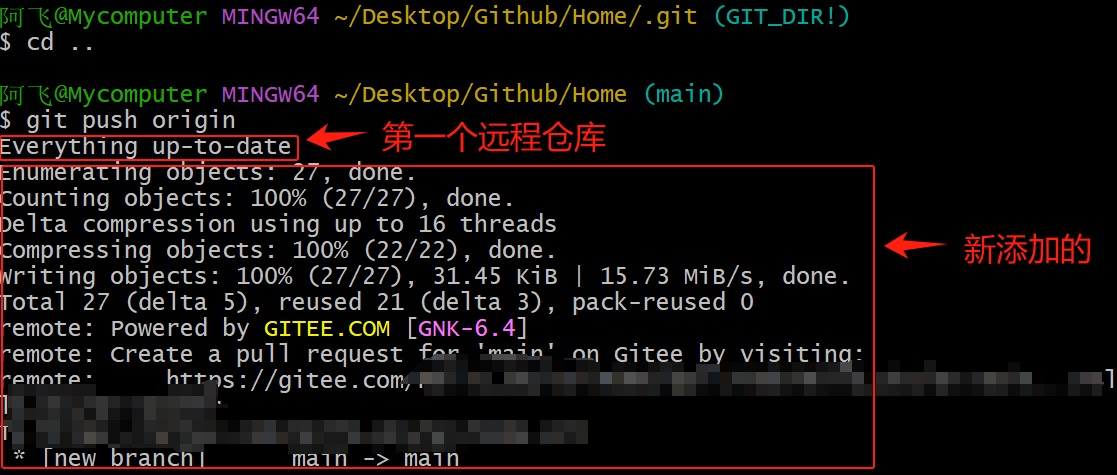 阿飞@Mycomputer MINGW64 ~/Desktop/Github/Home/.git (GIT_DIR!)
$ cd ..
阿飞@Mycomputer MINGW64 ~/Desktop/Github/Home (main)
$ git push origin
Everything up-to-date
第一个远程仓库
Enumerating objects: 27, done.
Counting objects: 100% (27/27), done.
Delta compression using up to 16 threads
Compressing objects: 100% (22/22), done.
新添加的
Writing objects: 100% (27/27), 31.45 KiB | 15.73 MiB/s, done.
Total 27 (delta 5), reused 21 (delta 3), pack-reused 0
remote: Powered by GITEE.COM [GNK-6.4]
remote: Create a pull request for 'main' on Gitee by visiting:
remote:     https://gitee.com/
* [new branch]      main -> main